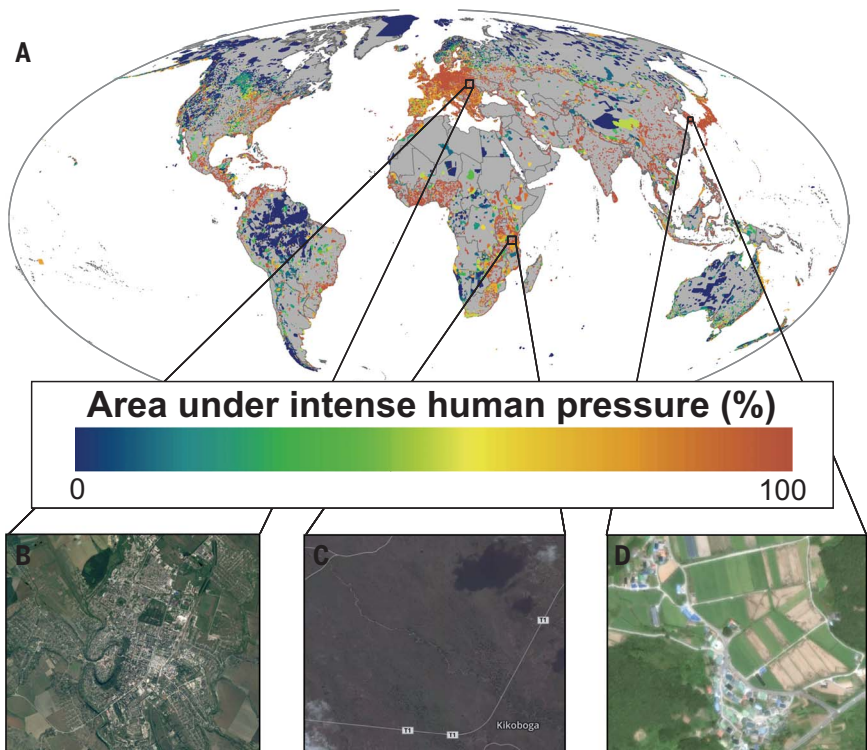 A
Area under intense human pressure (%)
0
100
B
C
D
T1
T1
T1
Kikoboga